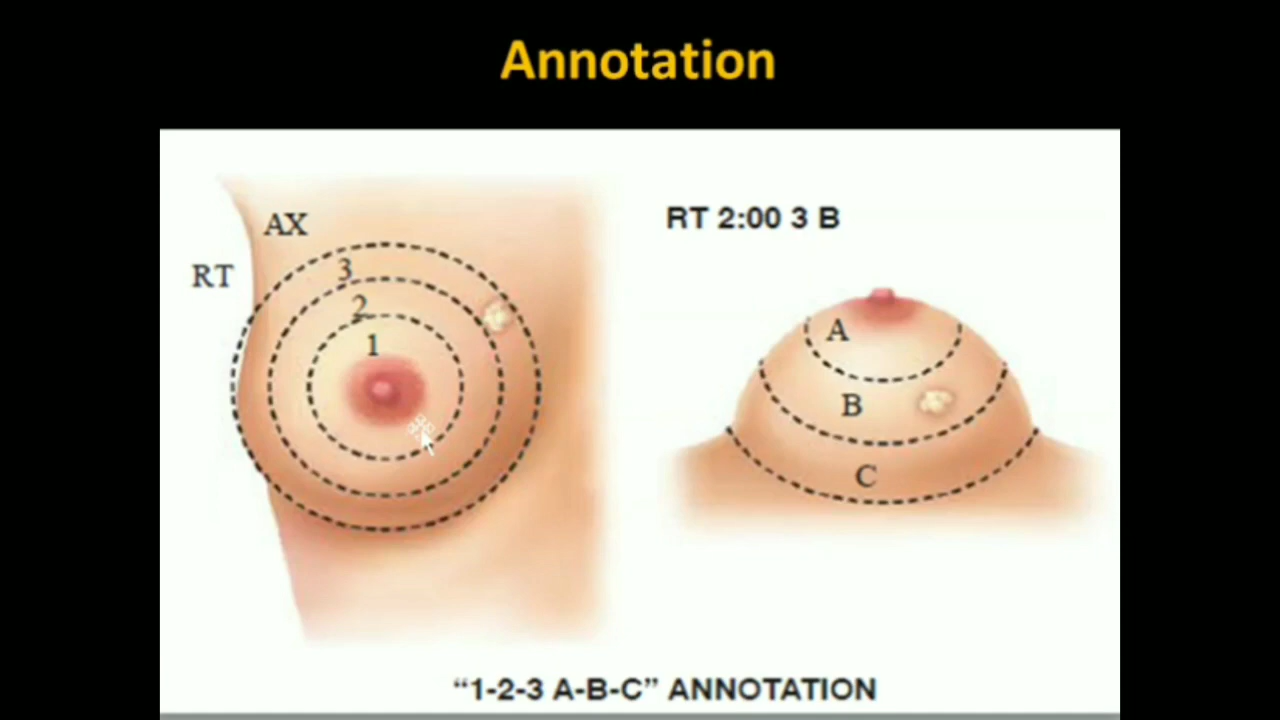 Annotation
AX
RT
3
2
1
RT 2:00 3 B
A
B
C
“1-2-3 A-B-C” ANNOTATION